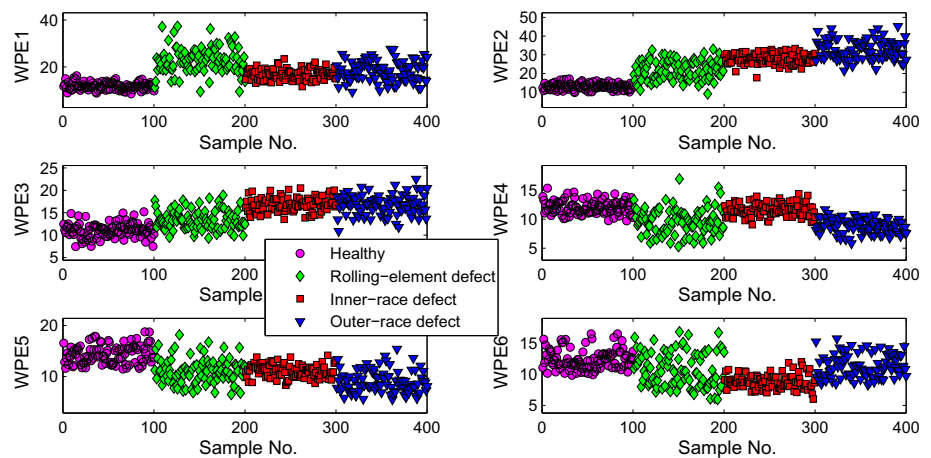 40
20
WPE1
0 100 200 300 400
Sample No.
50
40
30
20
10
WPE2
0 100 200 300 400
Sample No.
25
20
15
10
5
WPE3
0 100 200 300 400
Sample No.
15
10
5
WPE4
0 100 200 300 400
Sample No.
Healthy
Rolling−element defect
Inner−race defect
Outer−race defect
20
10
WPE5
0 100 200 300 400
Sample No.
15
10
5
WPE6
0 100 200 300 400
Sample No.